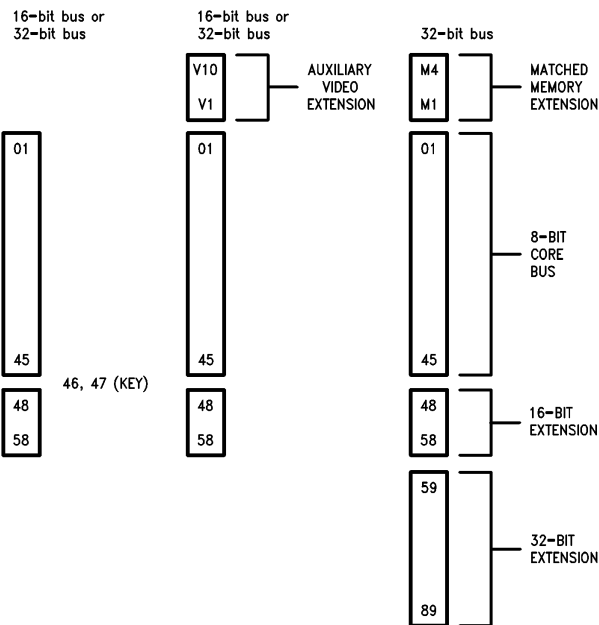 16-bit bus or
32-bit bus
16-bit bus or
32-bit bus
32-bit bus
V10
V1
AUXILIARY
VIDEO
EXTENSION
M4
M1
MATCHED
MEMORY
EXTENSION
01
01
01
8-BIT
CORE
BUS
45
45
45
46, 47 (KEY)
48
58
48
58
48
58
16-BIT
EXTENSION
59
89
32-BIT
EXTENSION